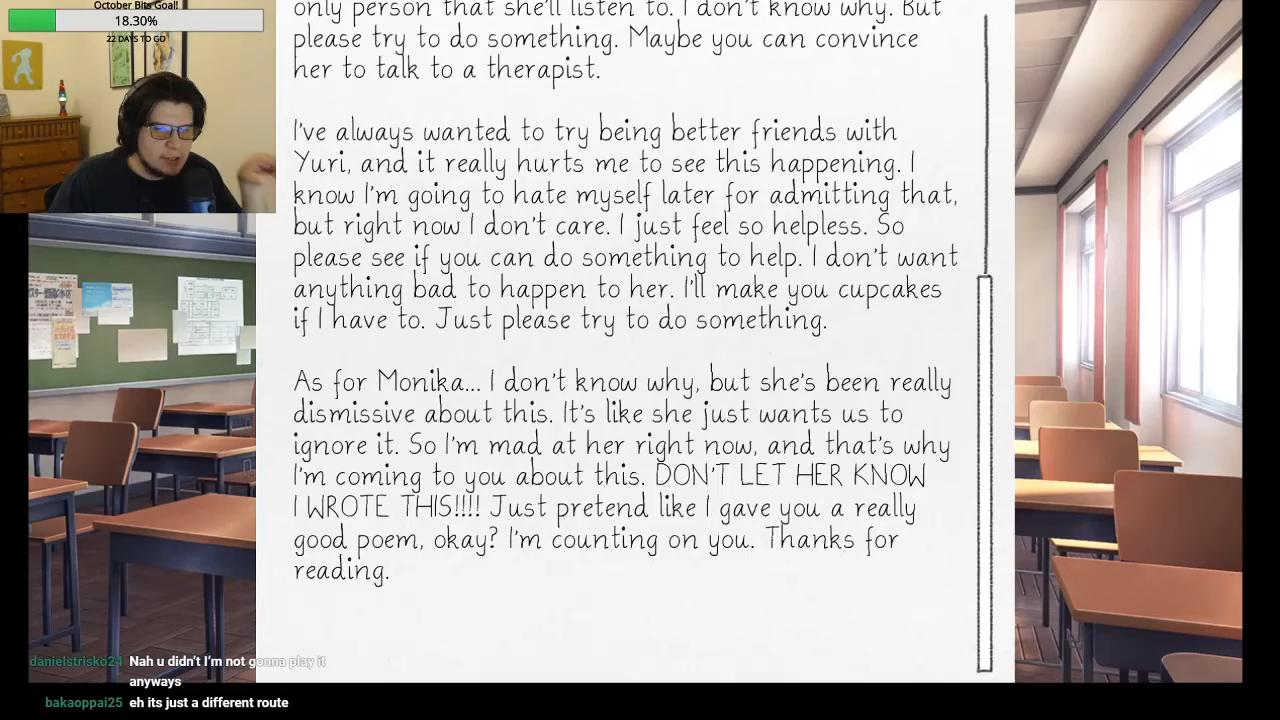 October Bits Goal!
18.30%
22 DAYS TO GO
only person that she'll listen to. I don't know why. But
please try to do something. Maybe you can convince
her to talk to a therapist.
I've always wanted to try being better friends with
Yuri, and it really hurts me to see this happening. I
know I'm going to hate myself later for admitting that,
but right now I don't care. I just feel so helpless. So
please see if you can do something to help. I don't want
anything bad to happen to her. I'll make you cupcakes
if I have to. Just please try to do something.
As for Monika... I don't know why, but she's been really
dismissive about this. It's like she just wants us to
ignore it. So I'm mad at her right now, and that's why
I'm coming to you about this. DON'T LET HER KNOW
I WROTE THIS!!!! Just pretend like I gave you a really
good poem, okay? I'm counting on you. Thanks for
reading.
danielstrisko24 Nah u didn't I'm not gonna play it
anyways
bakaoppai25 eh its just a different route